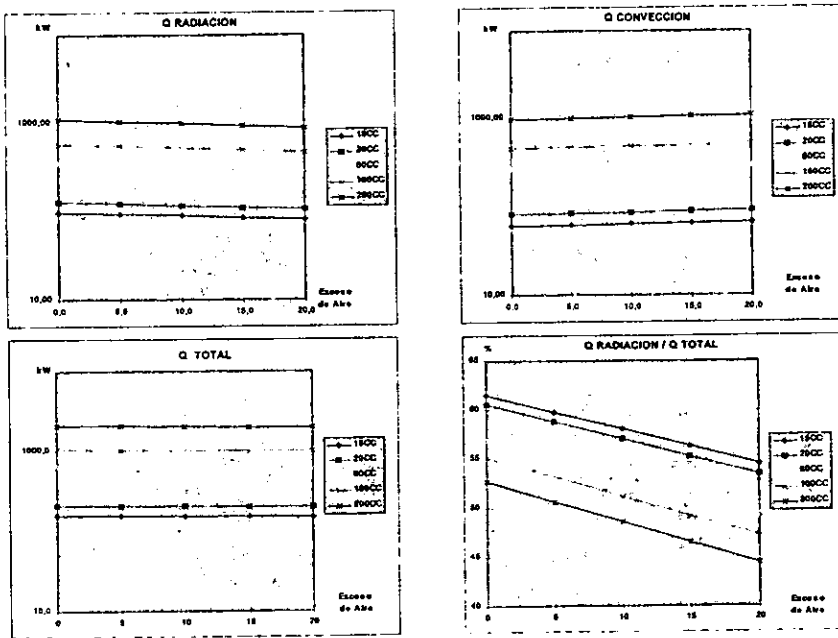 Q RADIACION
kW
1000,00
10,00
0,0 5,0 10,0 15,0 20,0
Exceso
de Aire
15CC
20CC
60CC
100CC
200CC
Q CONVECCION
kW
1000,00
10,00
0,0 5,0 10,0 15,0 20,0
Exceso
de Aire
15CC
20CC
60CC
200CC
Q TOTAL
kW
1000,0
10,0
0 5 10 15 20
Exceso
de Aire
15CC
20CC
60CC
100CC
200CC
Q RADIACION / Q TOTAL
%
65
60
55
50
45
40
0 5 10 15 20
Exceso
de Aire
15CC
20CC
60CC
100CC